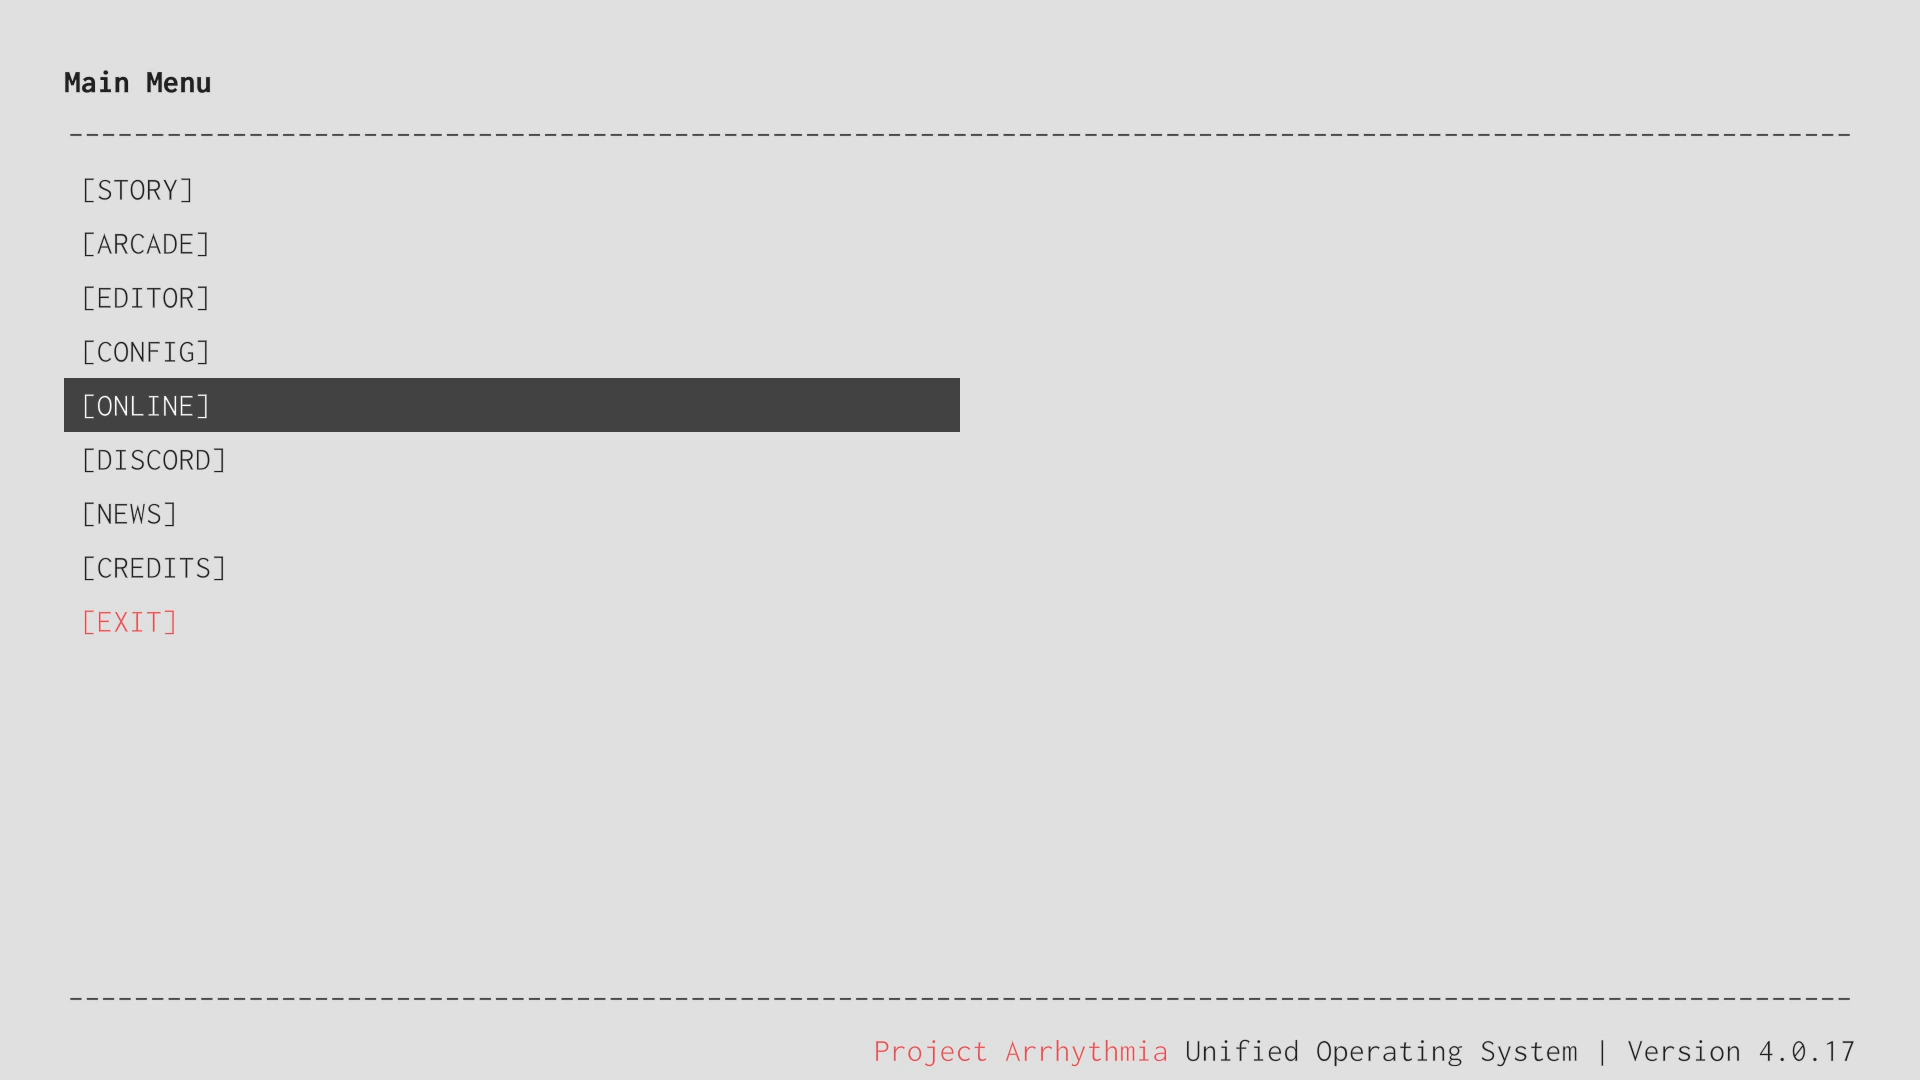 Main Menu
[STORY]
[ARCADE]
[EDITOR]
[CONFIG]
[ONLINE]
[DISCORD]
[NEWS]
[CREDITS]
[EXIT]
Project Arrhythmia Unified Operating System | Version 4.0.17